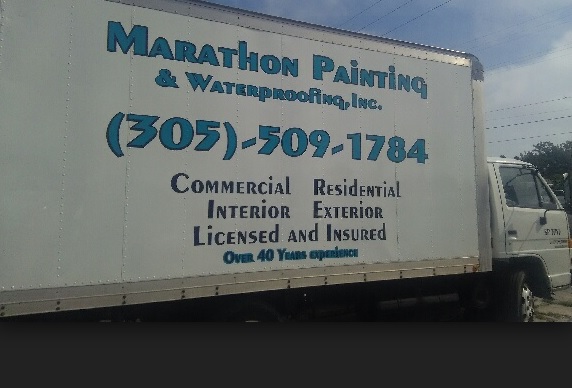 Marathon Painting
& Waterproofing, Inc.
(305)-509-1784
Commercial Residential
Interior Exterior
Licensed and Insured
Over 40 Years experience